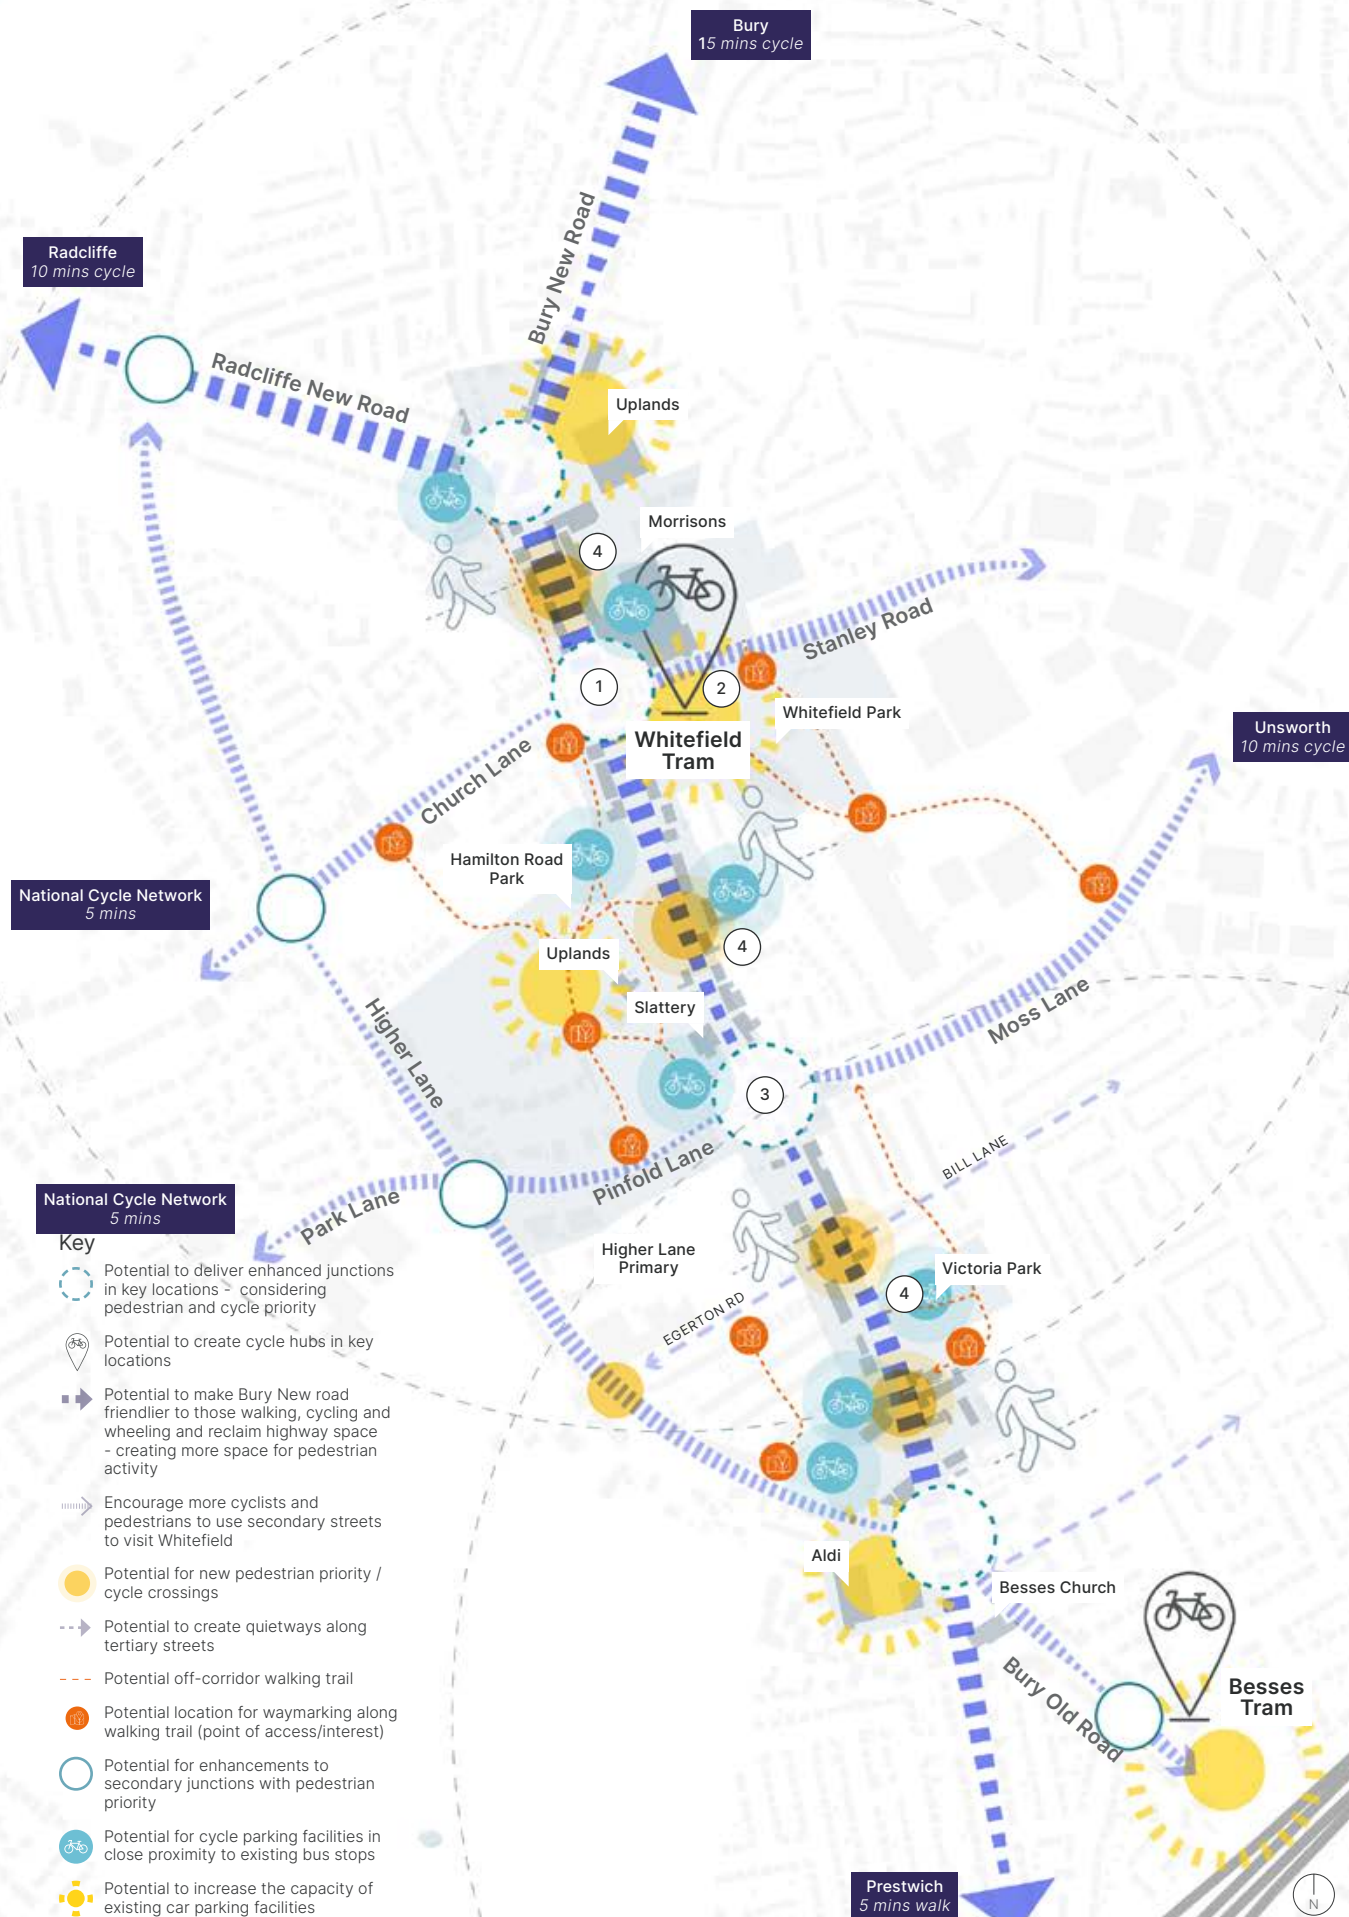 Bury
15 mins cycle
Radcliffe
10 mins cycle
Bury New Road
Radcliffe New Road
Uplands
Morrisons
4
Stanley Road
1
2
Whitefield Park
Whitefield
Tram
Unsworth
10 mins cycle
Church Lane
Hamilton Road
Park
National Cycle Network
5 mins
4
Uplands
Slattery
Higher Lane
Moss Lane
3
BILL LANE
Pinfold Lane
National Cycle Network
5 mins
Park Lane
Higher Lane
Primary
Victoria Park
4
EGERTON RD
Aldi
Besses Church
Bury Old Road
Besses
Tram
Prestwich
5 mins walk
N
Key
Potential to deliver enhanced junctions
in key locations - considering
pedestrian and cycle priority
Potential to create cycle hubs in key
locations
Potential to make Bury New road
friendlier to those walking, cycling and
wheeling and reclaim highway space
- creating more space for pedestrian
activity
Encourage more cyclists and
pedestrians to use secondary streets
to visit Whitefield
Potential for new pedestrian priority /
cycle crossings
Potential to create quietways along
tertiary streets
Potential off-corridor walking trail
Potential location for waymarking along
walking trail (point of access/interest)
Potential for enhancements to
secondary junctions with pedestrian
priority
Potential for cycle parking facilities in
close proximity to existing bus stops
Potential to increase the capacity of
existing car parking facilities